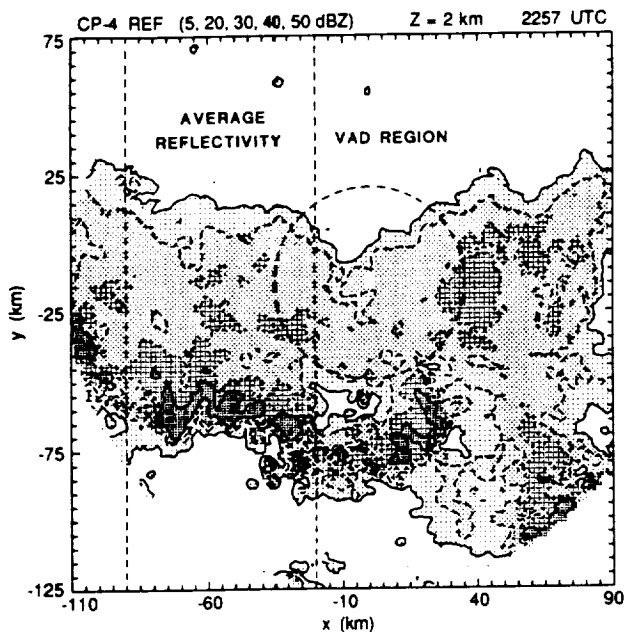 CP-4 REF (5, 20, 30, 40, 50 dBZ) Z = 2 km 2257 UTC
75
AVERAGE
REFLECTIVITY
VAD REGION
25
y (km)
-25
-75
-125
-110 -60 -10 40 90
x (km)